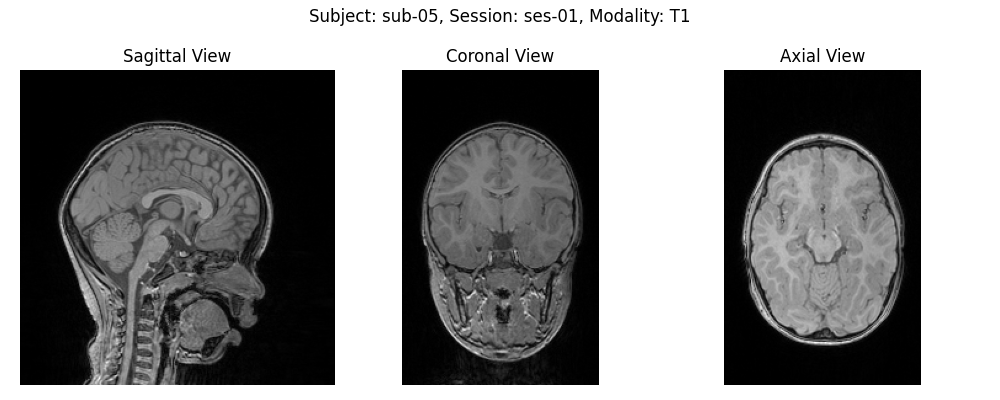 Subject: sub-05, Session: ses-01, Modality: T1
Sagittal View
Coronal View
Axial View